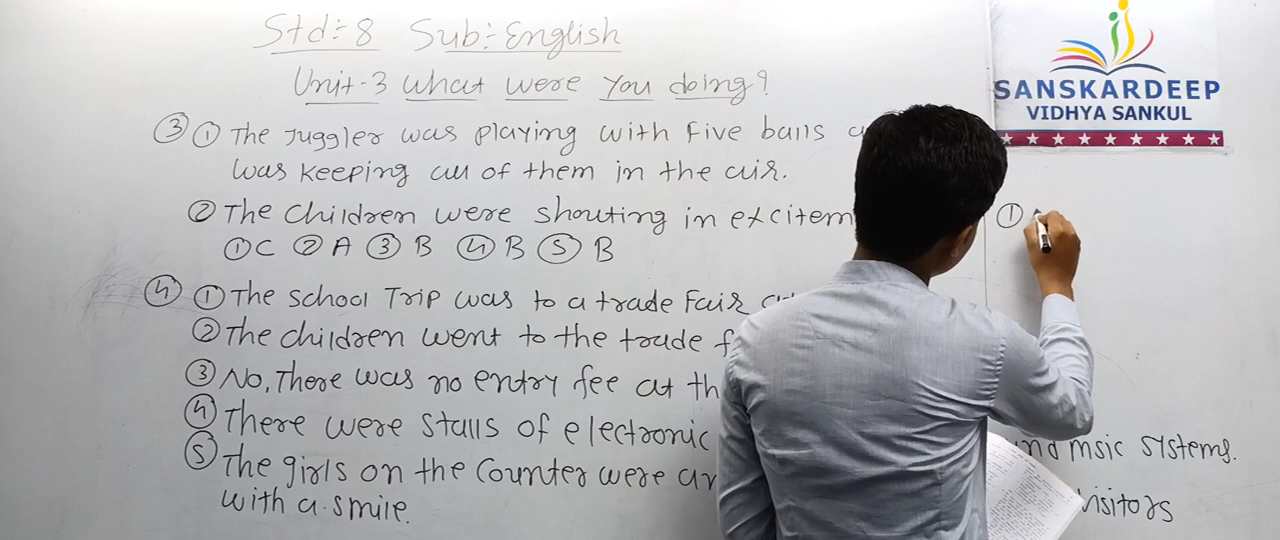 Std:- 8 Sub:- English
Unit-3 What were you doing?
SANSKARDEEP
VIDHYA SANKUL
③ ① The Juggler was playing with five balls
was keeping all of them in the air.
② The children were shouting in excitem
① C ② A ③ B ④ B ⑤ B
①
④ ① The School Trip was to a trade Fair
② The children went to the trade f
③ No, There was no entry fee at th
④ There were stalls of electronic nd msic systems.
⑤ The girls on the counter were an visitors
with a smile.